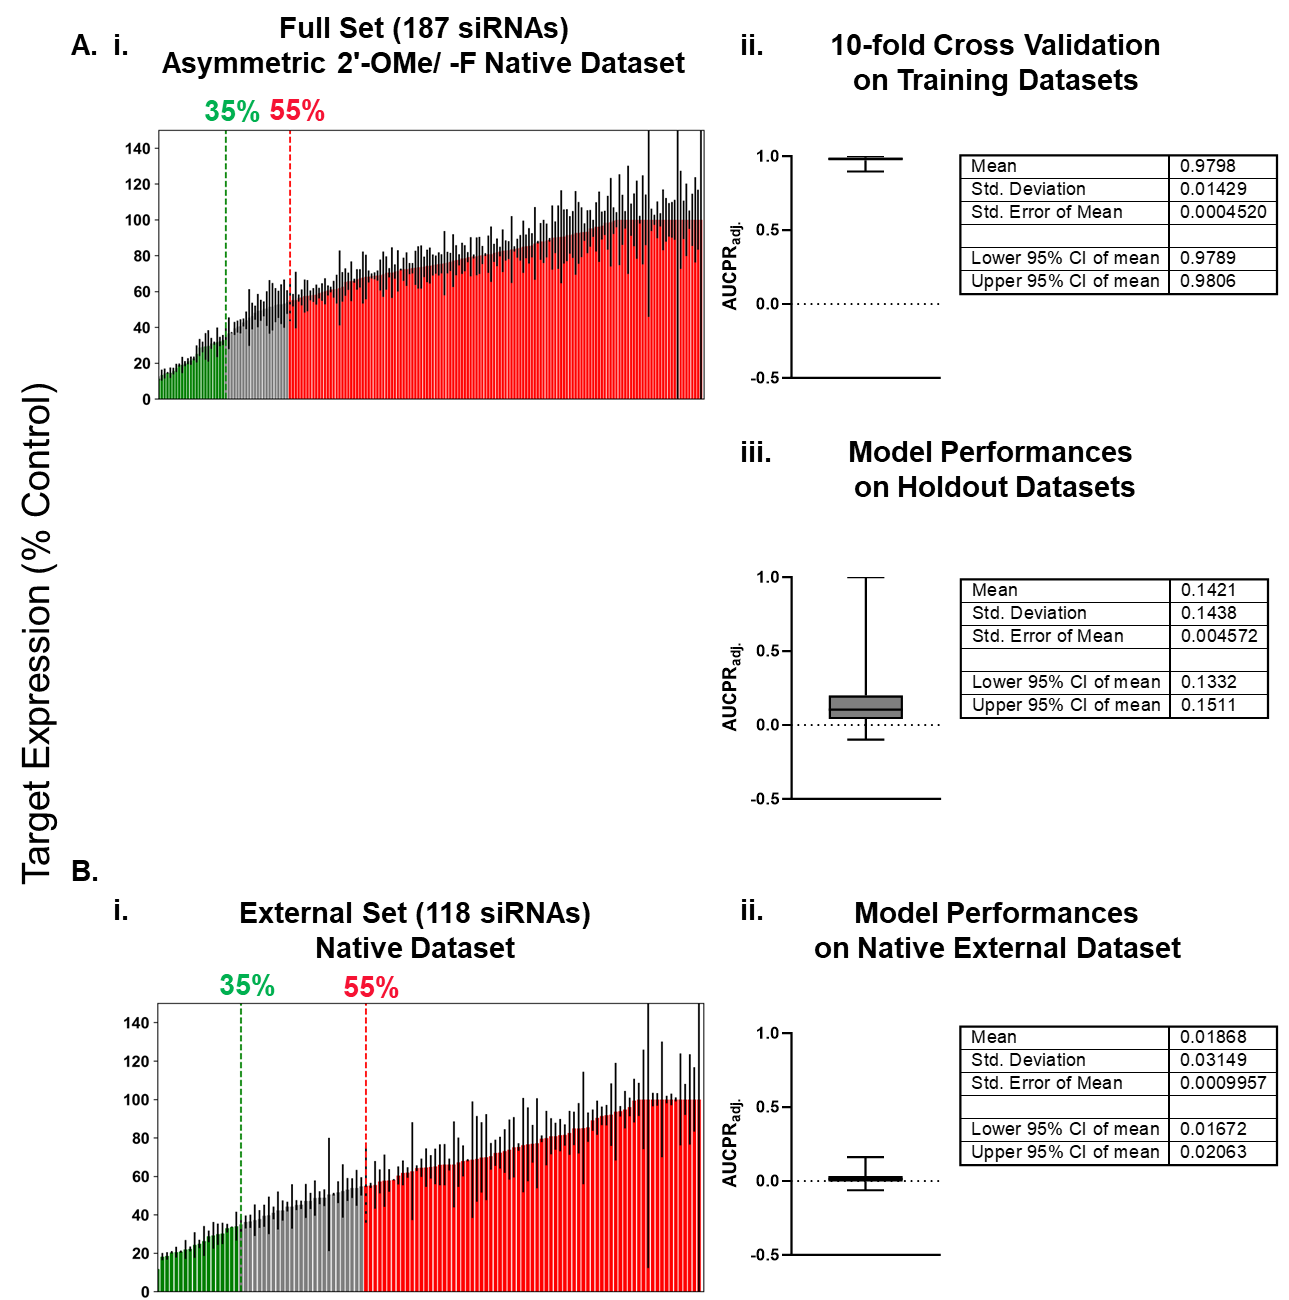 Target Expression (% Control)
A. i.
Full Set (187 siRNAs)
Asymmetric 2'-OMe/ -F Native Dataset
35% 55%
140
120
100
80
60
40
20
0
ii.
10-fold Cross Validation
on Training Datasets
AUCPRadj.
1.0
0.5
0.0
-0.5
Mean 0.9798
Std. Deviation 0.01429
Std. Error of Mean 0.0004520
Lower 95% CI of mean 0.9789
Upper 95% CI of mean 0.9806
iii.
Model Performances
on Holdout Datasets
AUCPRadj.
1.0
0.5
0.0
-0.5
Mean 0.1421
Std. Deviation 0.1438
Std. Error of Mean 0.004572
Lower 95% CI of mean 0.1332
Upper 95% CI of mean 0.1511
B.
i.
External Set (118 siRNAs)
Native Dataset
35% 55%
140
120
100
80
60
40
20
0
ii.
Model Performances
on Native External Dataset
AUCPRadj.
1.0
0.5
0.0
-0.5
Mean 0.01868
Std. Deviation 0.03149
Std. Error of Mean 0.0009957
Lower 95% CI of mean 0.01672
Upper 95% CI of mean 0.02063